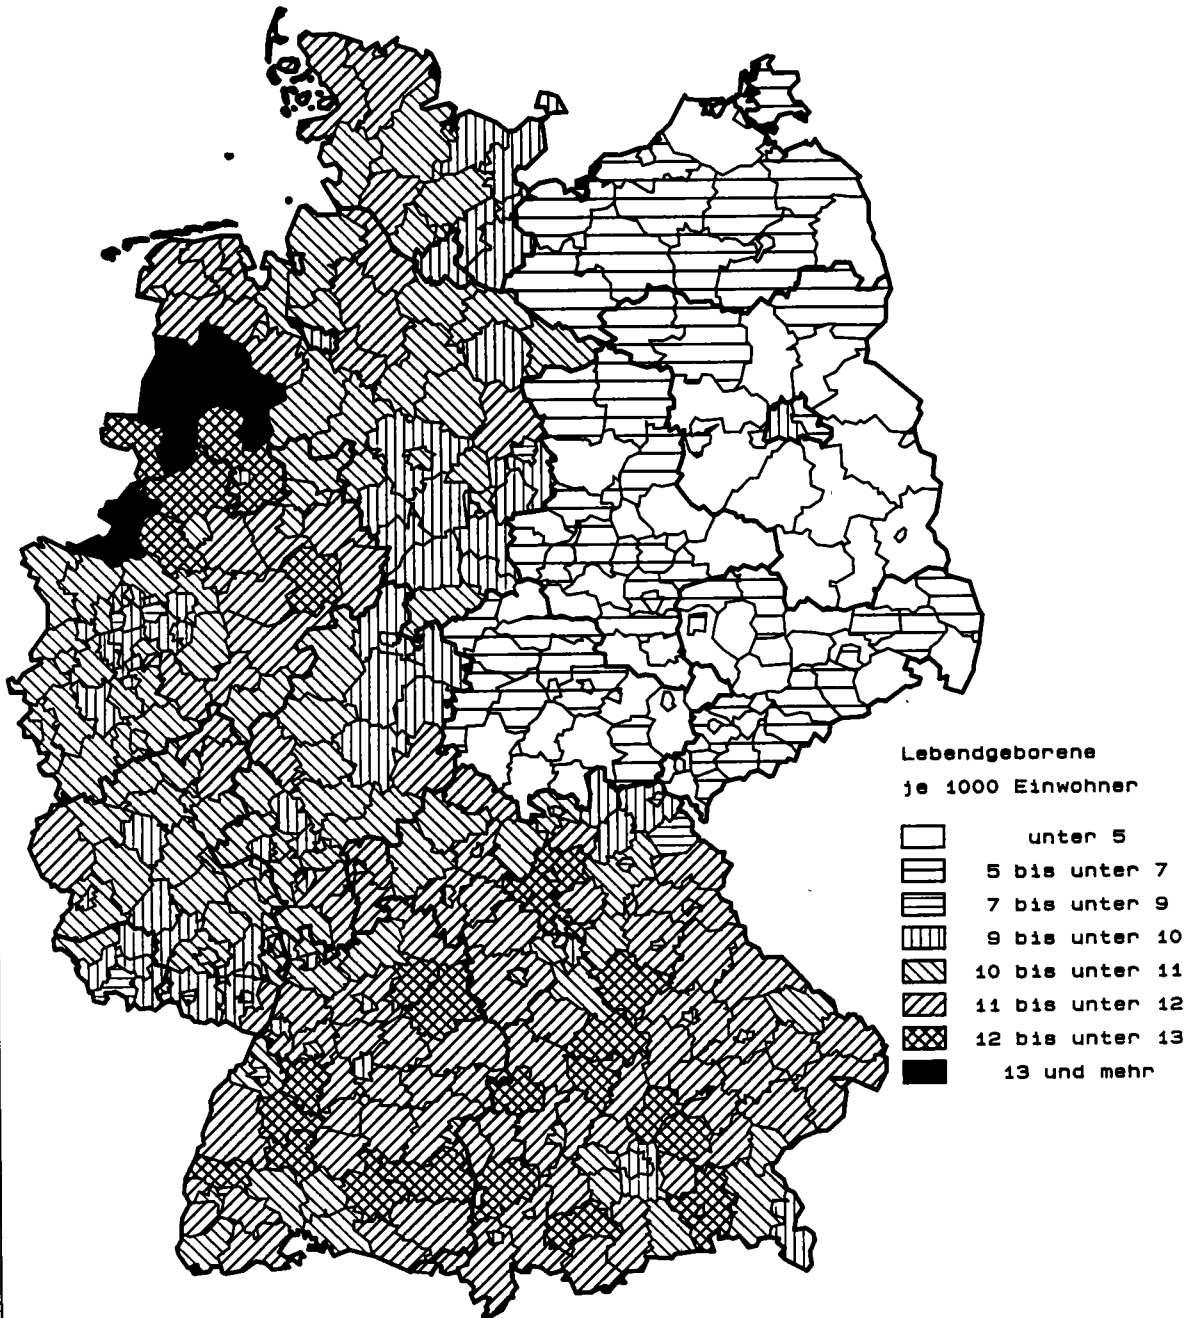 Lebendgeborene
je 1000 Einwohner
unter 5
5 bis unter 7
7 bis unter 9
9 bis unter 10
10 bis unter 11
11 bis unter 12
12 bis unter 13
13 und mehr